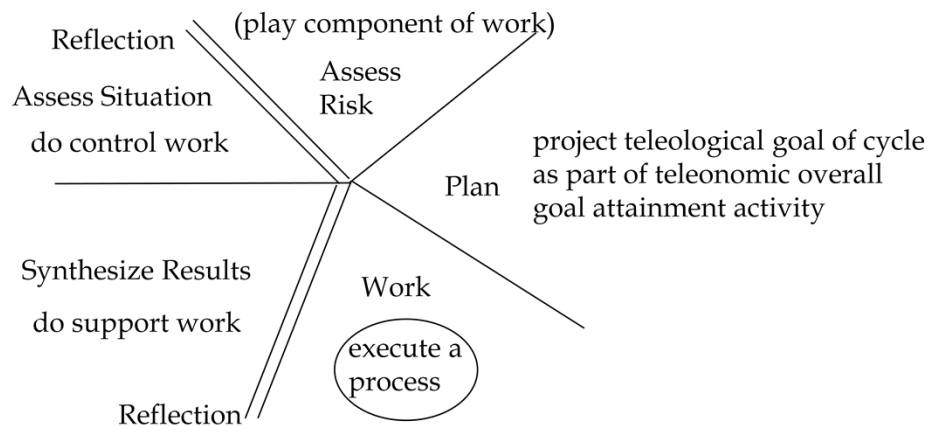 (play component of work)
Reflection
Assess
Risk
Assess Situation
do control work
project teleological goal of cycle
as part of teleonomic overall
goal attainment activity
Plan
Synthesize Results
do support work
Work
execute a
process
Reflection